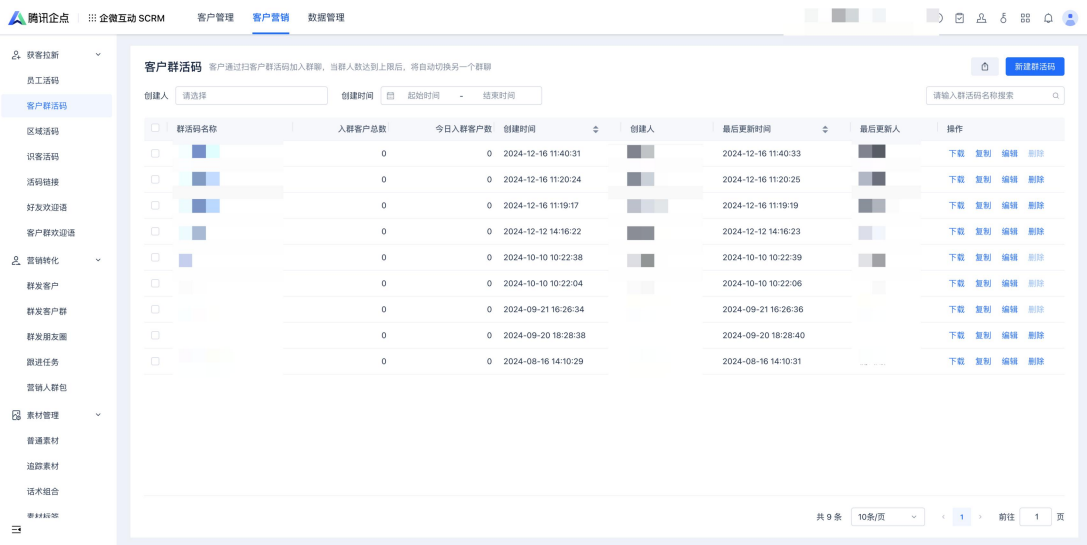 腾讯企点
企微互动 SCRM
客户管理 客户营销 数据管理
获客拉新
员工活码
客户群活码
区域活码
识客活码
活码链接
好友欢迎语
客户群欢迎语
营销转化
群发客户
群发客户群
群发朋友圈
跟进任务
营销人群包
素材管理
普通素材
追踪素材
话术组合
素材标签
客户群活码 客户通过扫客户群活码加入群聊，当群人数达到上限后，将自动切换另一个群聊
新建群活码
创建人 请选择 创建时间 起始时间 - 结束时间 请输入群活码名称搜索
群活码名称 入群客户总数 今日入群客户数 创建时间 创建人 最后更新时间 最后更新人 操作
0 0 2024-12-16 11:40:31 2024-12-16 11:40:33 下载 复制 编辑 删除
0 0 2024-12-16 11:20:24 2024-12-16 11:20:25 下载 复制 编辑 删除
0 0 2024-12-16 11:19:17 2024-12-16 11:19:19 下载 复制 编辑 删除
0 0 2024-12-12 14:16:22 2024-12-12 14:16:23 下载 复制 编辑 删除
0 0 2024-10-10 10:22:38 2024-10-10 10:22:39 下载 复制 编辑 删除
0 0 2024-10-10 10:22:04 2024-10-10 10:22:06 下载 复制 编辑 删除
0 0 2024-09-21 16:26:34 2024-09-21 16:26:36 下载 复制 编辑 删除
0 0 2024-09-20 18:28:38 2024-09-20 18:28:40 下载 复制 编辑 删除
0 0 2024-08-16 14:10:29 2024-08-16 14:10:31 下载 复制 编辑 删除
共 9 条 10条/页 1 前往 1 页